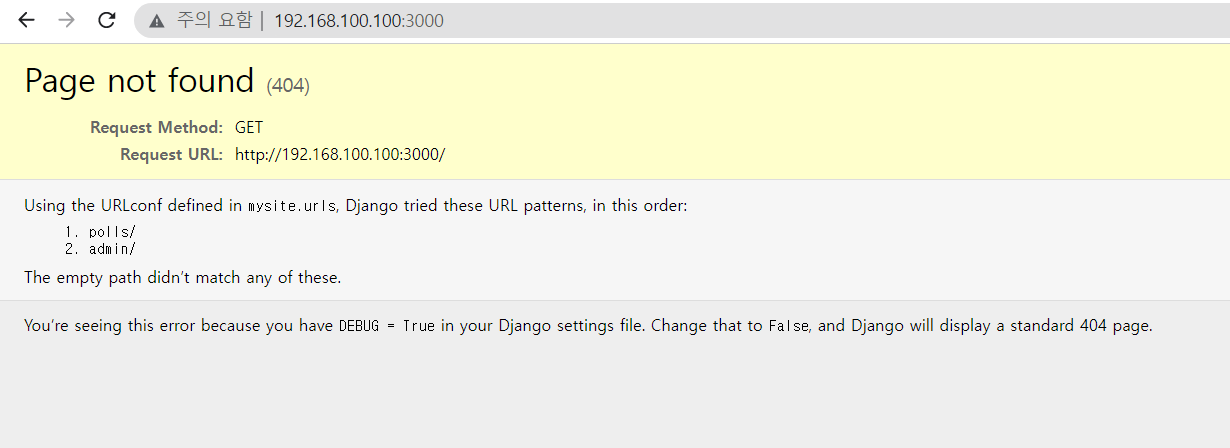 주의 요함 | 192.168.100.100:3000
Page not found (404)
Request Method: GET
Request URL: http://192.168.100.100:3000/
Using the URLconf defined in mysite.urls, Django tried these URL patterns, in this order:
1. polls/
2. admin/
The empty path didn’t match any of these.
You’re seeing this error because you have DEBUG = True in your Django settings file. Change that to False, and Django will display a standard 404 page.